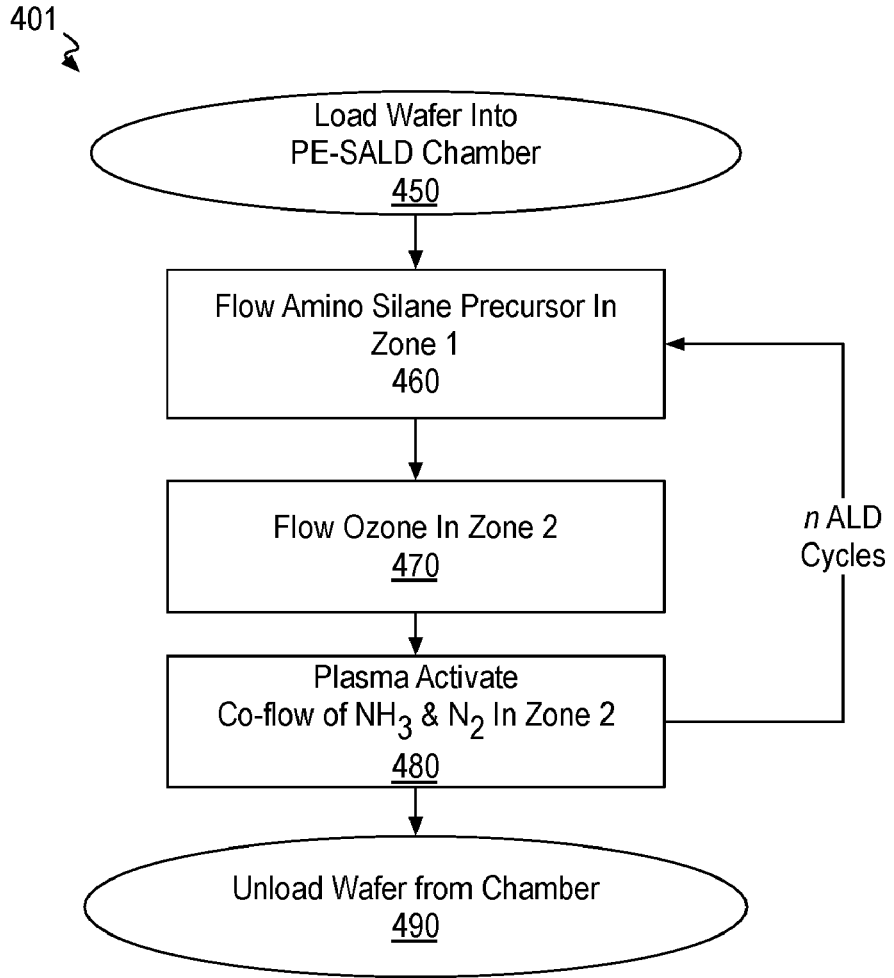 401
Load Wafer Into
PE-SALD Chamber
450
Flow Amino Silane Precursor In
Zone 1
460
Flow Ozone In Zone 2
470
n ALD
Cycles
Plasma Activate
Co-flow of NH3 & N2 In Zone 2
480
Unload Wafer from Chamber
490